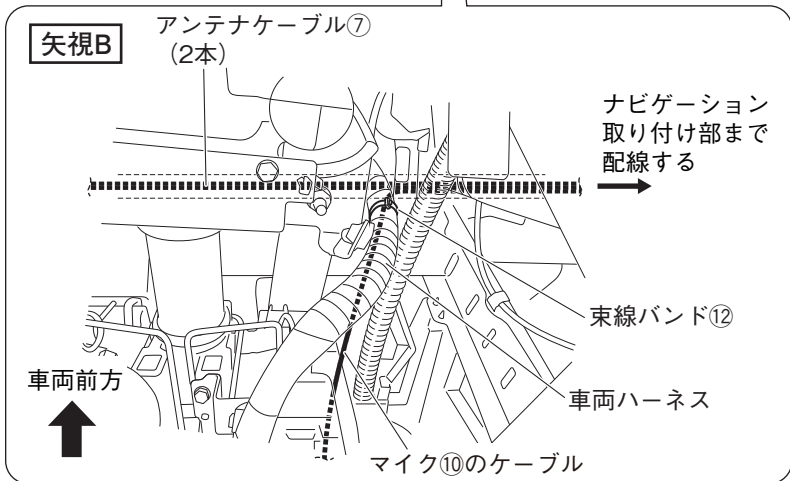 矢視B
アンテナケーブル⑦
(2本)
ナビゲーション
取り付け部まで
配線する
束線バンド⑫
車両前方
車両ハーネス
マイク⑩のケーブル